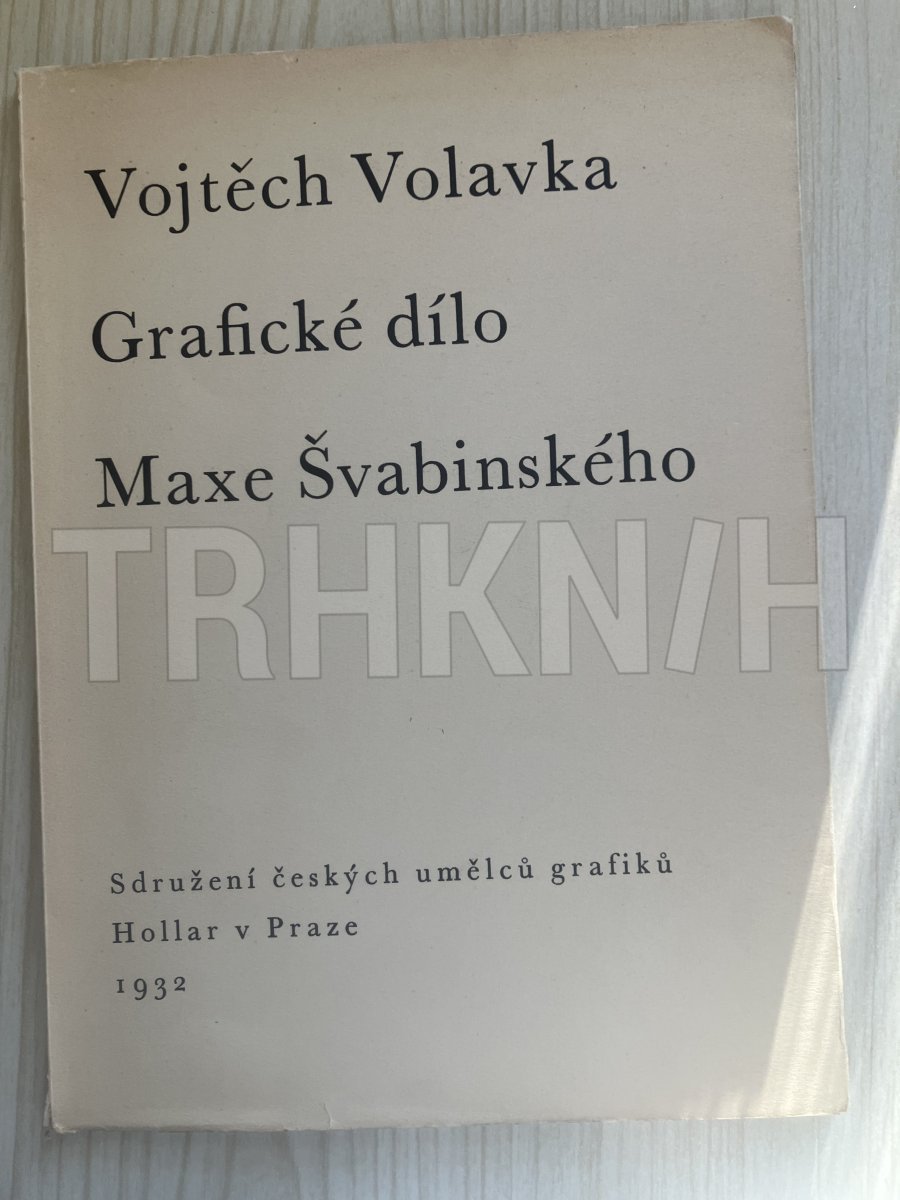 Vojtěch Volavka
Grafické dílo
Maxe Švabinského
TRHKNIH
Sdružení českých umělců grafiků
Hollar v Praze
1932